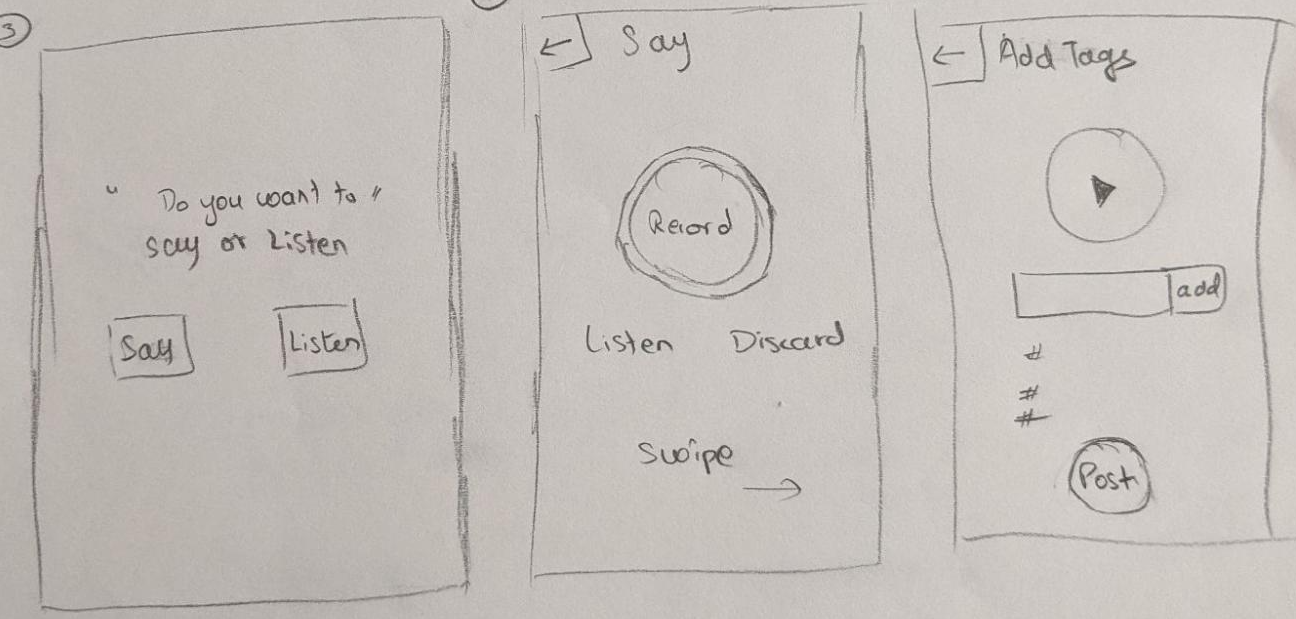 3
" Do you want to "
say or Listen
Say
Listen
← Say
Record
Listen Discard
Swipe →
← Add Tags
add
#
#
#
Post